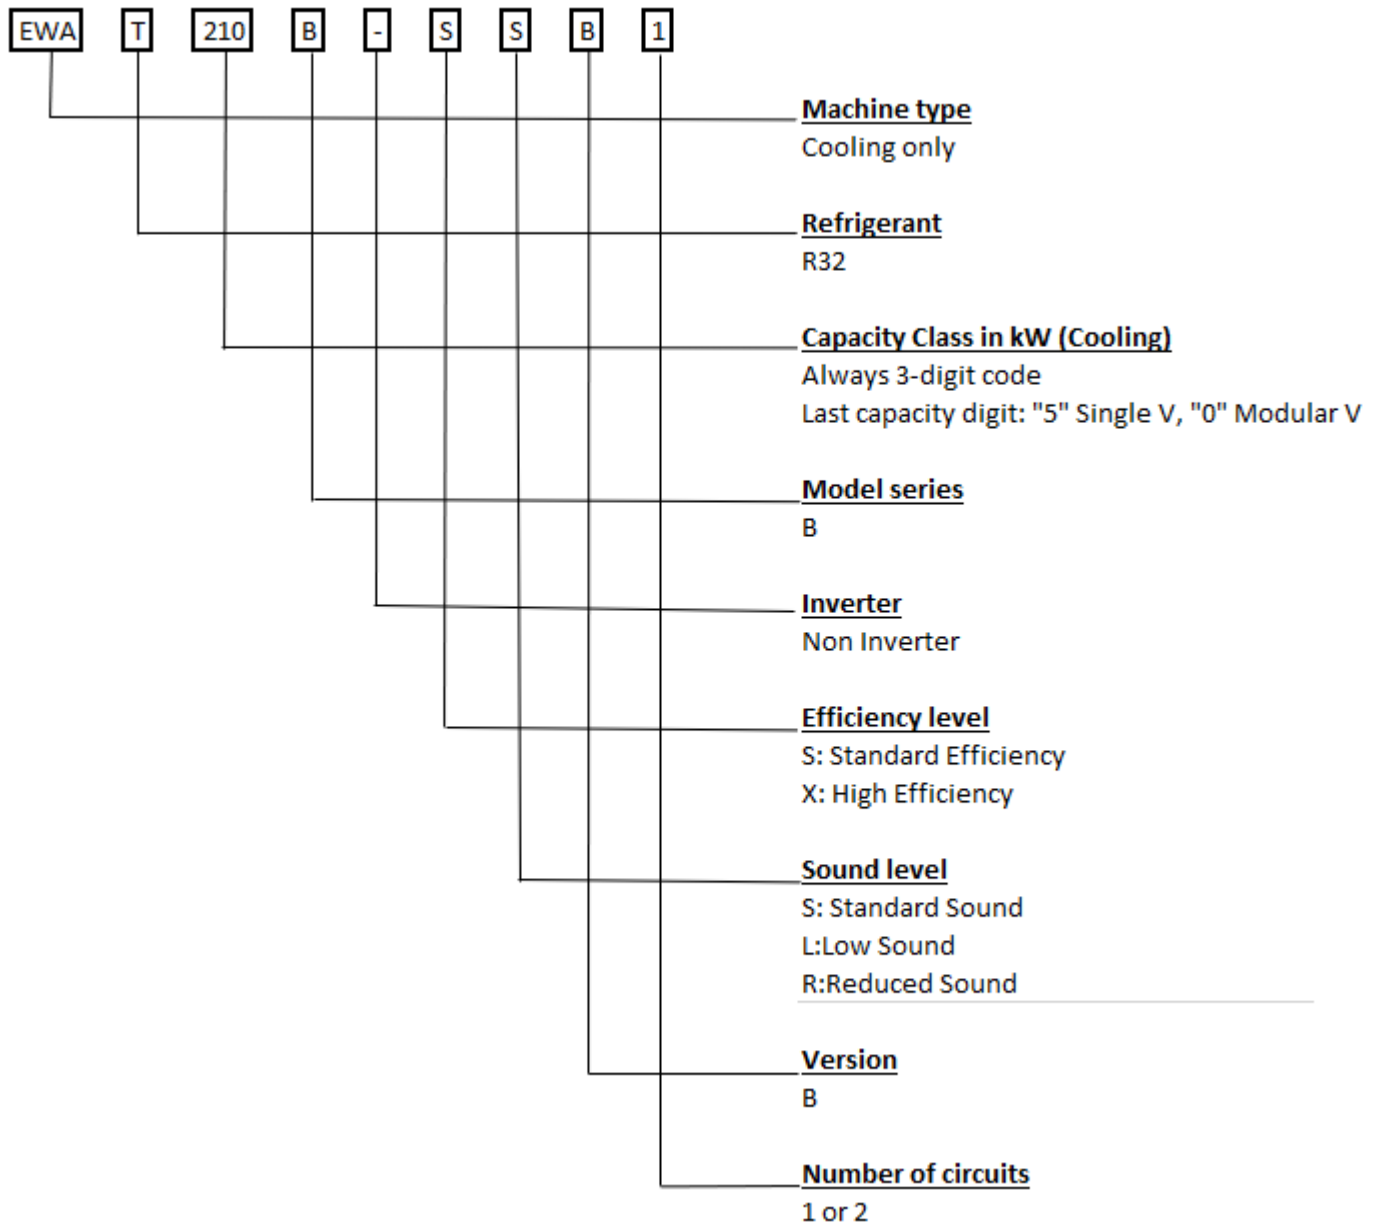 EWA T 210 B - S S B 1
Machine type
Cooling only
Refrigerant
R32
Capacity Class in kW (Cooling)
Always 3-digit code
Last capacity digit: "5" Single V, "0" Modular V
Model series
B
Inverter
Non Inverter
Efficiency level
S: Standard Efficiency
X: High Efficiency
Sound level
S: Standard Sound
L:Low Sound
R:Reduced Sound
Version
B
Number of circuits
1 or 2